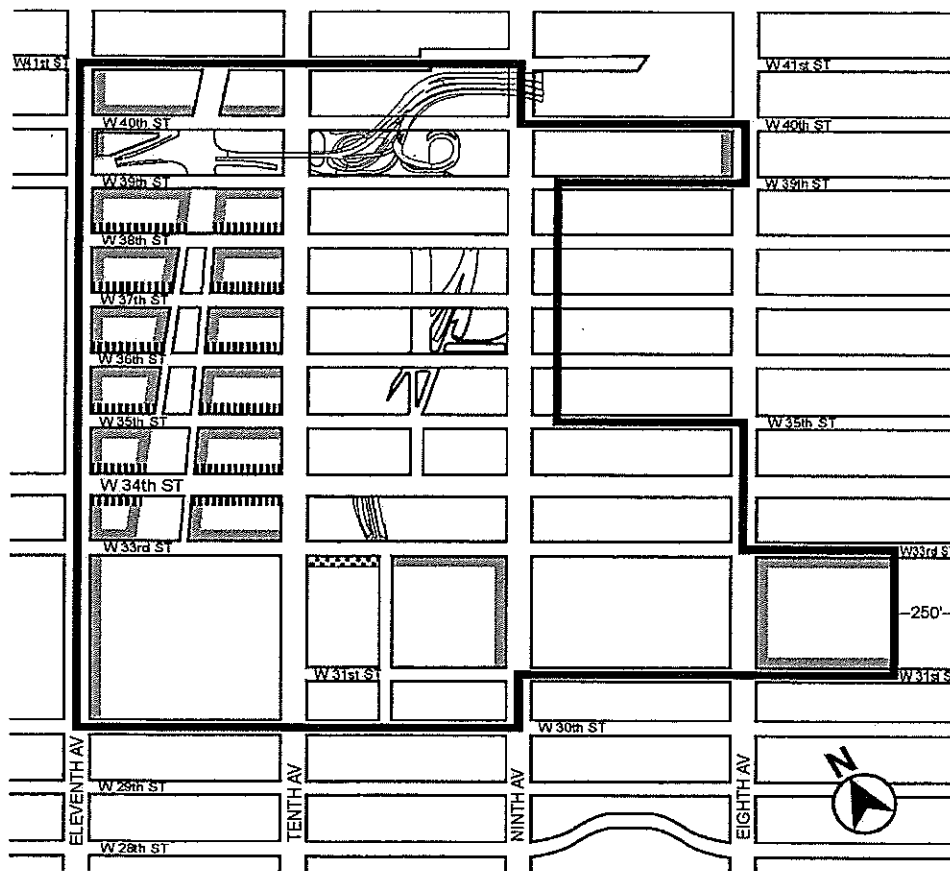 W41st ST
W 41st ST
W 40th ST
W 40th ST
W 39th ST
W 39th ST
W 38th ST
W 37th ST
W 36th ST
W 35th ST
W 35th ST
W 34th ST
W 33rd ST
W33rd S
250'
W 31st ST
W 31st S
W 30th ST
ELEVENTH AV
TENTH AV
NINTH AV
EIGHTH AV
N
W 29th ST
W 28th ST